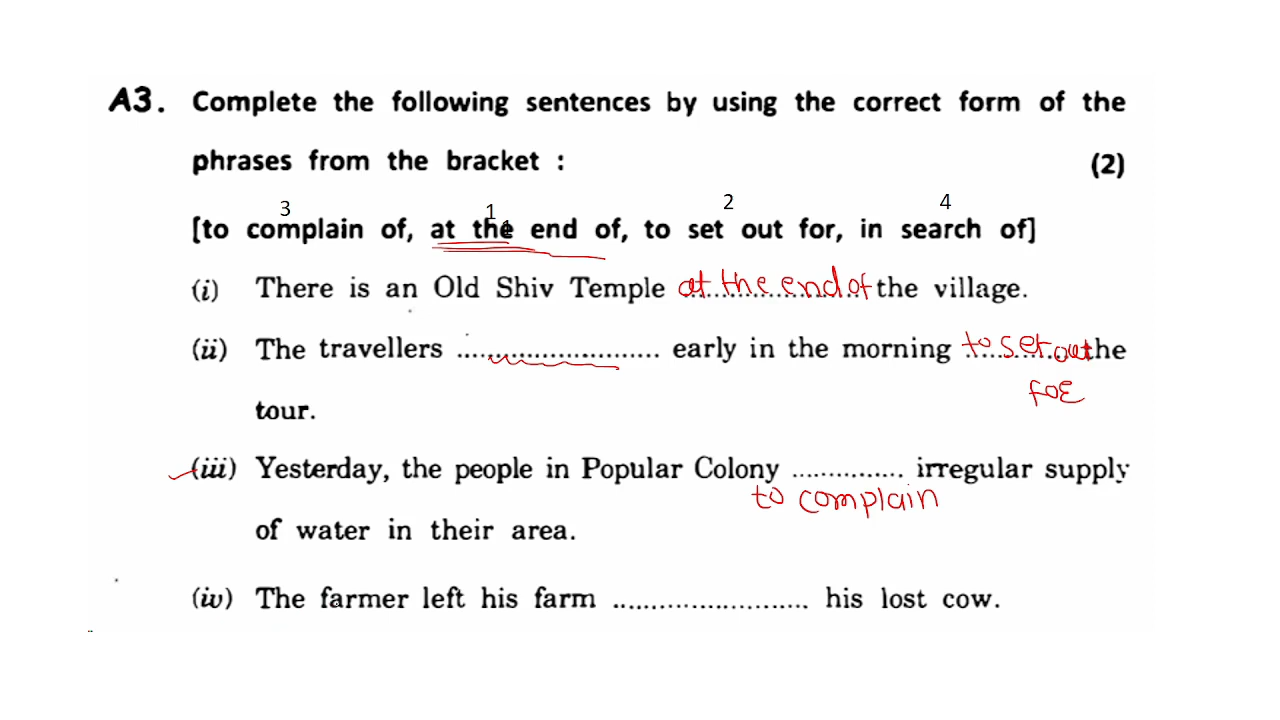 A3. Complete the following sentences by using the correct form of the
phrases from the bracket : (2)
3 1 2 4
[to complain of, at the end of, to set out for, in search of]
1
(i) There is an Old Shiv Temple at the end of the village.
(ii) The travellers .......................... early in the morning to set out the
for
tour.
(iii) Yesterday, the people in Popular Colony ............... irregular supply
to complain
of water in their area.
(iv) The farmer left his farm ......................... his lost cow.